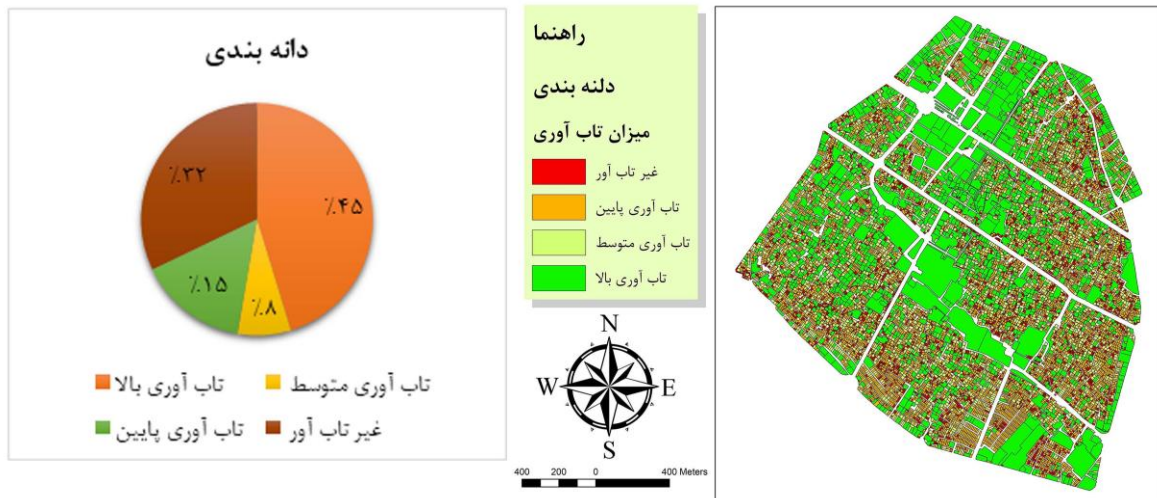 دانه بندی
٪۴۵
٪۸
٪۱۵
٪۳۲
تاب آوری بالا
تاب آوری متوسط
تاب آوری پایین
غیر تاب آور
راهنما
دلنه بندی
میزان تاب آوری
غیر تاب آور
تاب آوری پایین
تاب آوری متوسط
تاب آوری بالا
N
W E
S
400 200 0 400 Meters